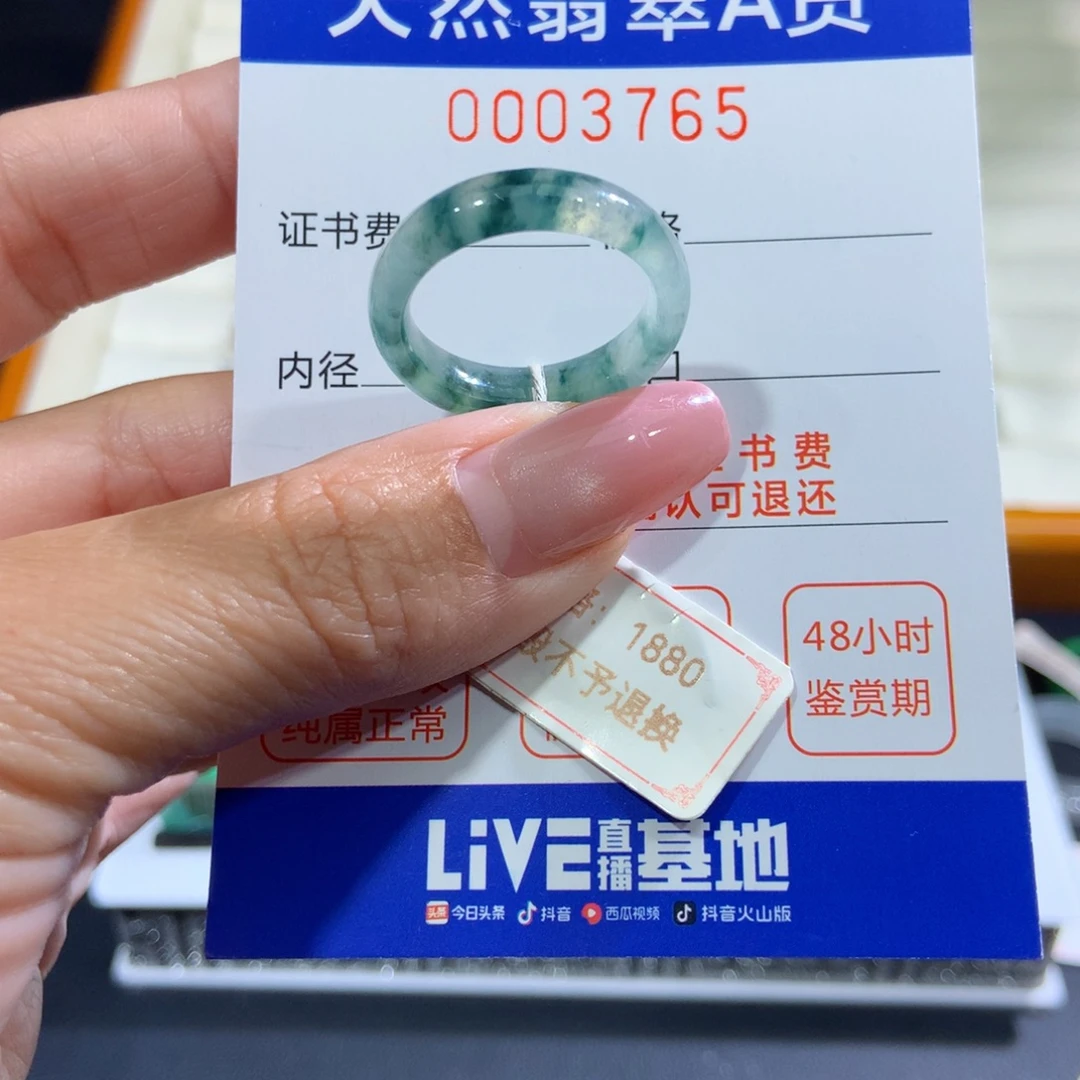 天然翡翠A货
0003765
证书费
内径
书费
认可退还
1880
不予退换
纯属正常
48小时
鉴赏期
LiVE直播基地
今日头条 抖音 西瓜视频 抖音火山版